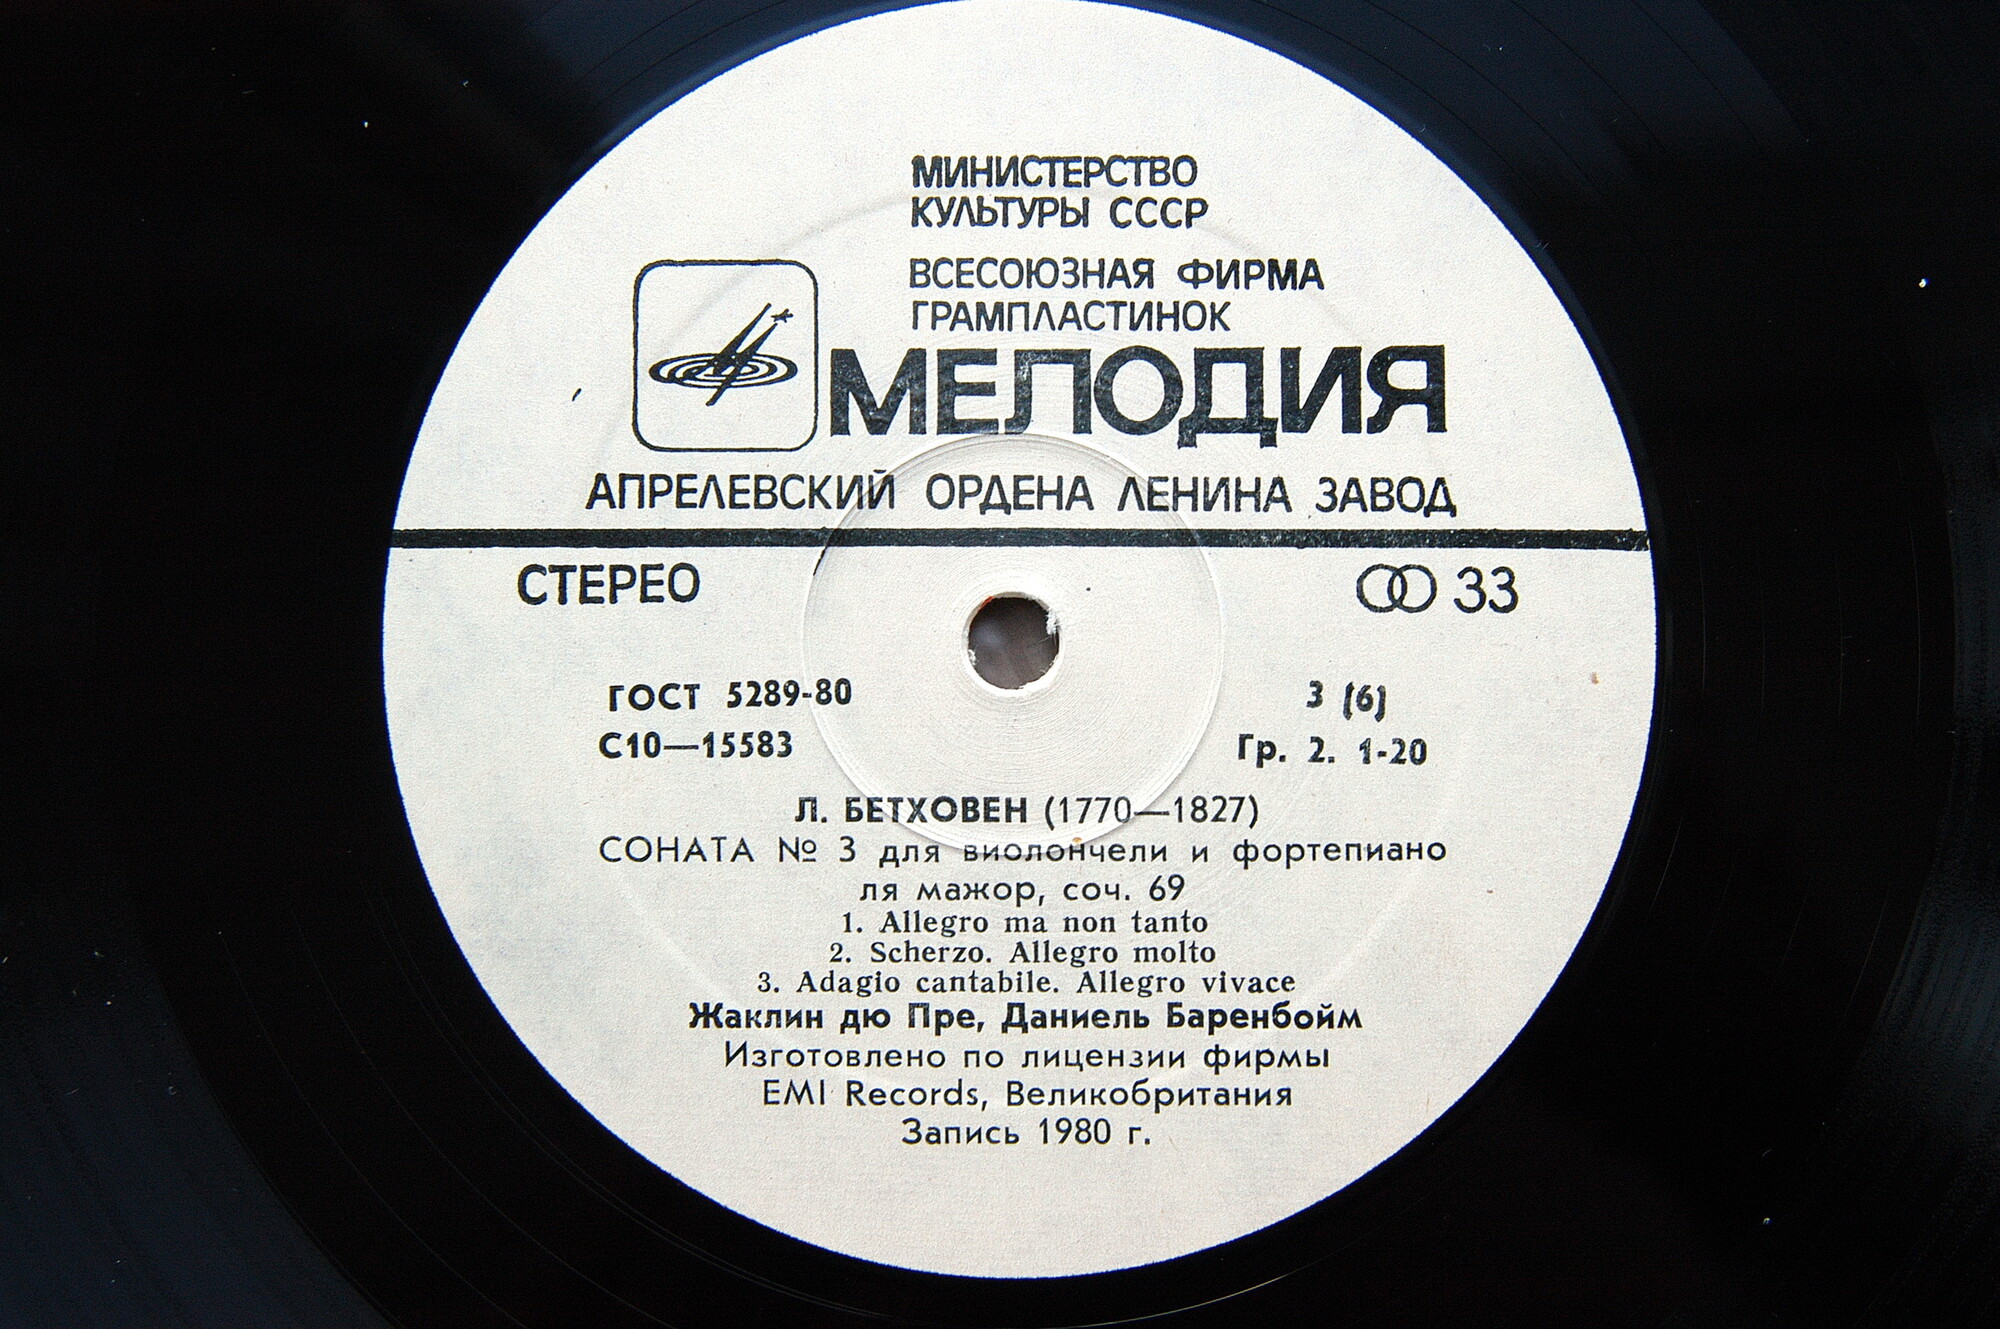 МИНИСТЕРСТВО
КУЛЬТУРЫ СССР
ВСЕСОЮЗНАЯ ФИРМА
ГРАМПЛАСТИНОК
МЕЛОДИЯ
АПРЕЛЕВСКИЙ ОРДЕНА ЛЕНИНА ЗАВОД
СТЕРЕО 33
ГОСТ 5289-80 3 (6)
С10—15583 Гр. 2. 1-20
Л. БЕТХОВЕН (1770—1827)
СОНАТА № 3 для виолончели и фортепиано
ля мажор, соч. 69
1. Allegro ma non tanto
2. Scherzo. Allegro molto
3. Adagio cantabile. Allegro vivace
Жаклин дю Пре, Даниель Баренбойм
Изготовлено по лицензии фирмы
EMI Records, Великобритания
Запись 1980 г.